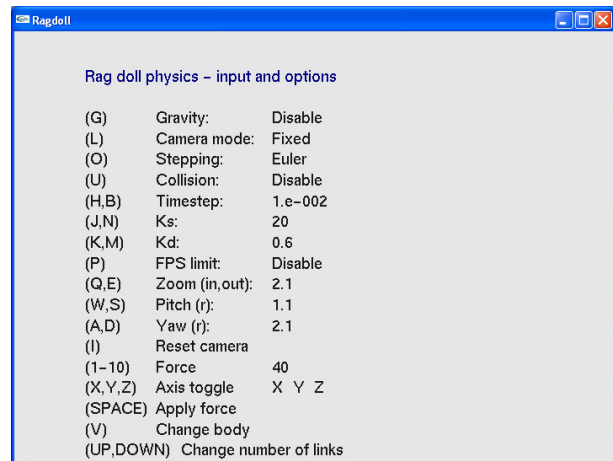 Ragdoll
Rag doll physics – input and options
(G) Gravity: Disable
(L) Camera mode: Fixed
(O) Stepping: Euler
(U) Collision: Disable
(H,B) Timestep: 1.e–002
(J,N) Ks: 20
(K,M) Kd: 0.6
(P) FPS limit: Disable
(Q,E) Zoom (in,out): 2.1
(W,S) Pitch (r): 1.1
(A,D) Yaw (r): 2.1
(I) Reset camera
(1–10) Force 40
(X,Y,Z) Axis toggle X Y Z
(SPACE) Apply force
(V) Change body
(UP,DOWN) Change number of links